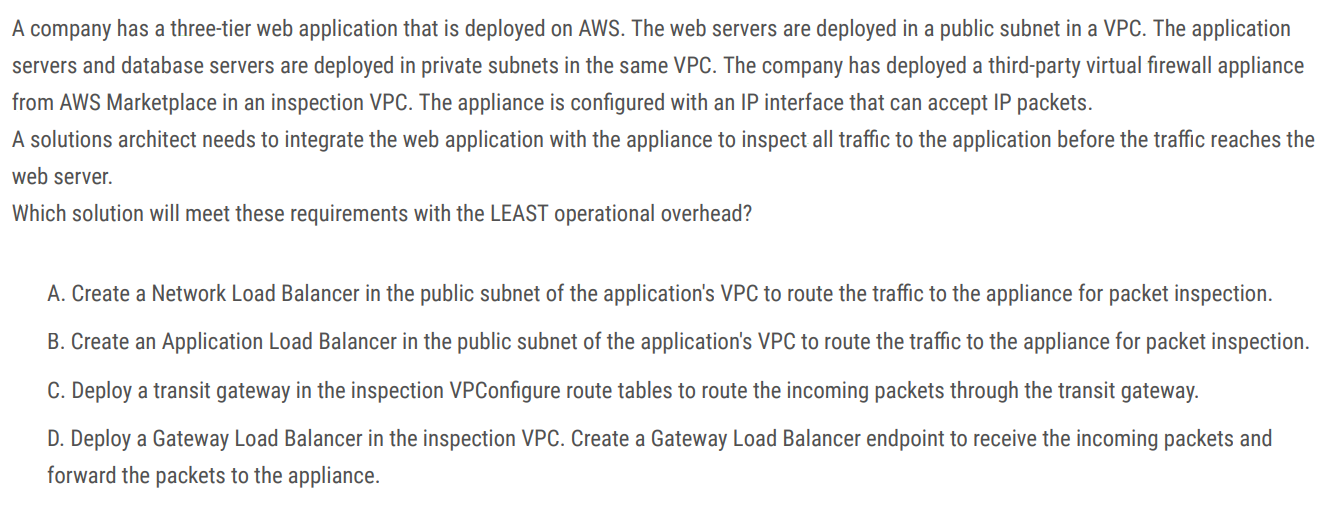 A company has a three-tier web application that is deployed on AWS. The web servers are deployed in a public subnet in a VPC. The application
servers and database servers are deployed in private subnets in the same VPC. The company has deployed a third-party virtual firewall appliance
from AWS Marketplace in an inspection VPC. The appliance is configured with an IP interface that can accept IP packets.
A solutions architect needs to integrate the web application with the appliance to inspect all traffic to the application before the traffic reaches the
web server.
Which solution will meet these requirements with the LEAST operational overhead?
A. Create a Network Load Balancer in the public subnet of the application's VPC to route the traffic to the appliance for packet inspection.
B. Create an Application Load Balancer in the public subnet of the application's VPC to route the traffic to the appliance for packet inspection.
C. Deploy a transit gateway in the inspection VPConfigure route tables to route the incoming packets through the transit gateway.
D. Deploy a Gateway Load Balancer in the inspection VPC. Create a Gateway Load Balancer endpoint to receive the incoming packets and
forward the packets to the appliance.